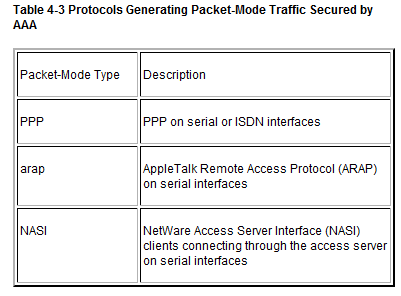 Table 4-3 Protocols Generating Packet-Mode Traffic Secured by
AAA
Packet-Mode Type
Description
PPP
PPP on serial or ISDN interfaces
arap
AppleTalk Remote Access Protocol (ARAP)
on serial interfaces
NASI
NetWare Access Server Interface (NASI)
clients connecting through the access server
on serial interfaces